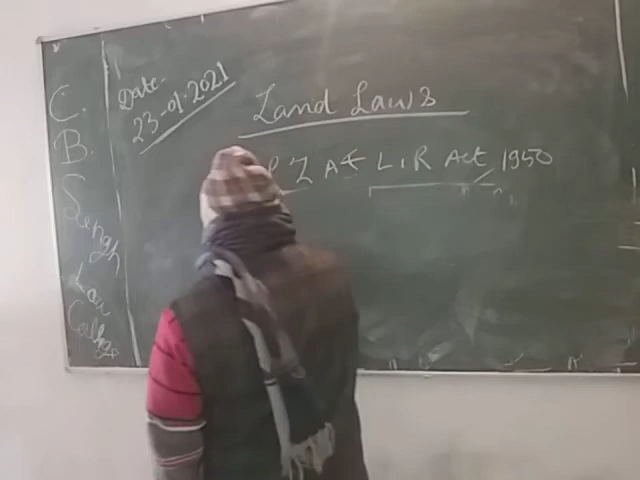 Date-
23-01-2021
Land Laws
P Z A & L.R Act 1950
C.
B.
Singh
Law
College